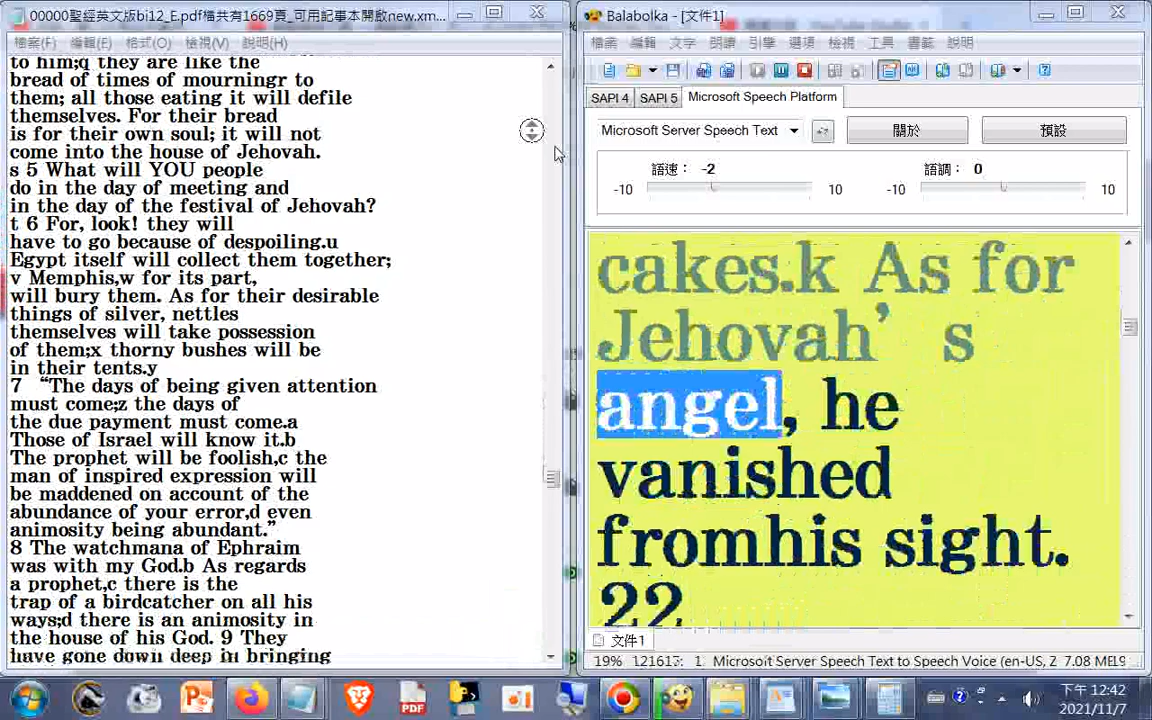 00000聖經英文版bi12_E.pdf檔共有1669頁_可用記事本開啟new.xm...
檔案(F) 編輯(E) 格式(O) 檢視(V) 說明(H)
to him;q they are like the
bread of times of mourningr to
them; all those eating it will defile
themselves. For their bread
is for their own soul; it will not
come into the house of Jehovah.
s 5 What will YOU people
do in the day of meeting and
in the day of the festival of Jehovah?
t 6 For, look! they will
have to go because of despoiling.u
Egypt itself will collect them together;
v Memphis,w for its part,
will bury them. As for their desirable
things of silver, nettles
themselves will take possession
of them;x thorny bushes will be
in their tents.y
7 “The days of being given attention
must come;z the days of
the due payment must come.a
Those of Israel will know it.b
The prophet will be foolish,c the
man of inspired expression will
be maddened on account of the
abundance of your error,d even
animosity being abundant.”
8 The watchmana of Ephraim
was with my God.b As regards
a prophet,c there is the
trap of a birdcatcher on all his
ways;d there is an animosity in
the house of his God. 9 They
have gone down deep in bringing
Balabolka - [文件1]
檔案 編輯 文字 朗讀 引擎 選項 檢視 工具 書籤 說明
SAPI 4 SAPI 5 Microsoft Speech Platform
Microsoft Server Speech Text 關於 預設
語速： -2 語調： 0
-10 10 -10 10
cakes.k As for
Jehovah’s
angel, he
vanished
fromhis sight.
22
文件1
19% L21617: 1 Microsoft Server Speech Text to Speech Voice (en-US, Z
下午 12:42
2021/11/7